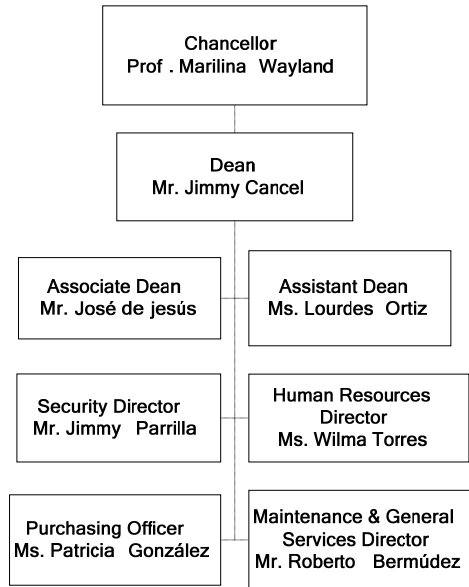 Chancellor
Prof . Marilina Wayland
Dean
Mr. Jimmy Cancel
Associate Dean
Mr. José de jesús
Assistant Dean
Ms. Lourdes Ortiz
Security Director
Mr. Jimmy Parrilla
Human Resources
Director
Ms. Wilma Torres
Purchasing Officer
Ms. Patricia González
Maintenance & General
Services Director
Mr. Roberto Bermúdez